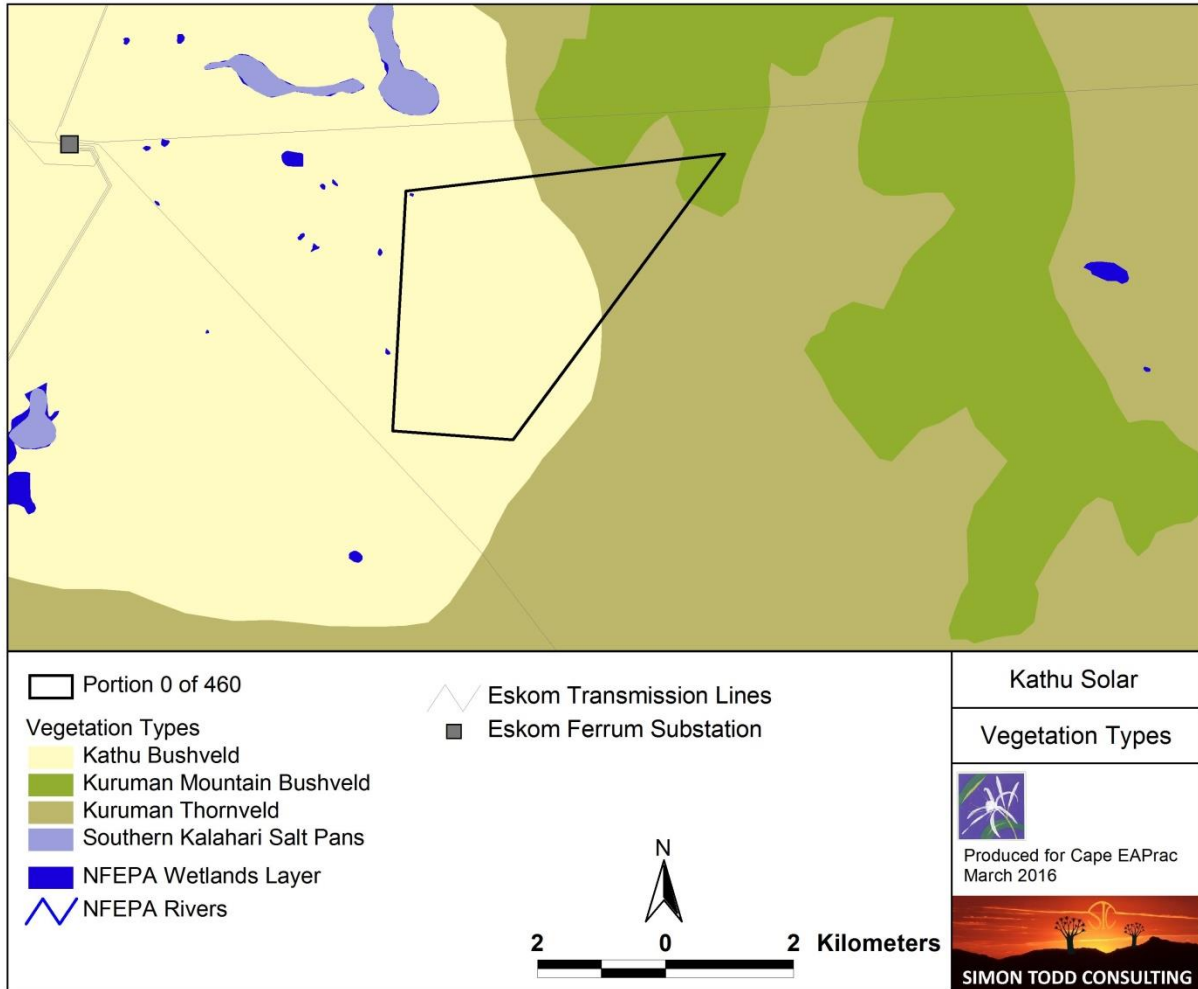 Portion 0 of 460
Vegetation Types
Kathu Bushveld
Kuruman Mountain Bushveld
Kuruman Thornveld
Southern Kalahari Salt Pans
NFEPA Wetlands Layer
NFEPA Rivers
Eskom Transmission Lines
Eskom Ferrum Substation
N
2 0 2 Kilometers
Kathu Solar
Vegetation Types
Produced for Cape EAPrac
March 2016
SIMON TODD CONSULTING